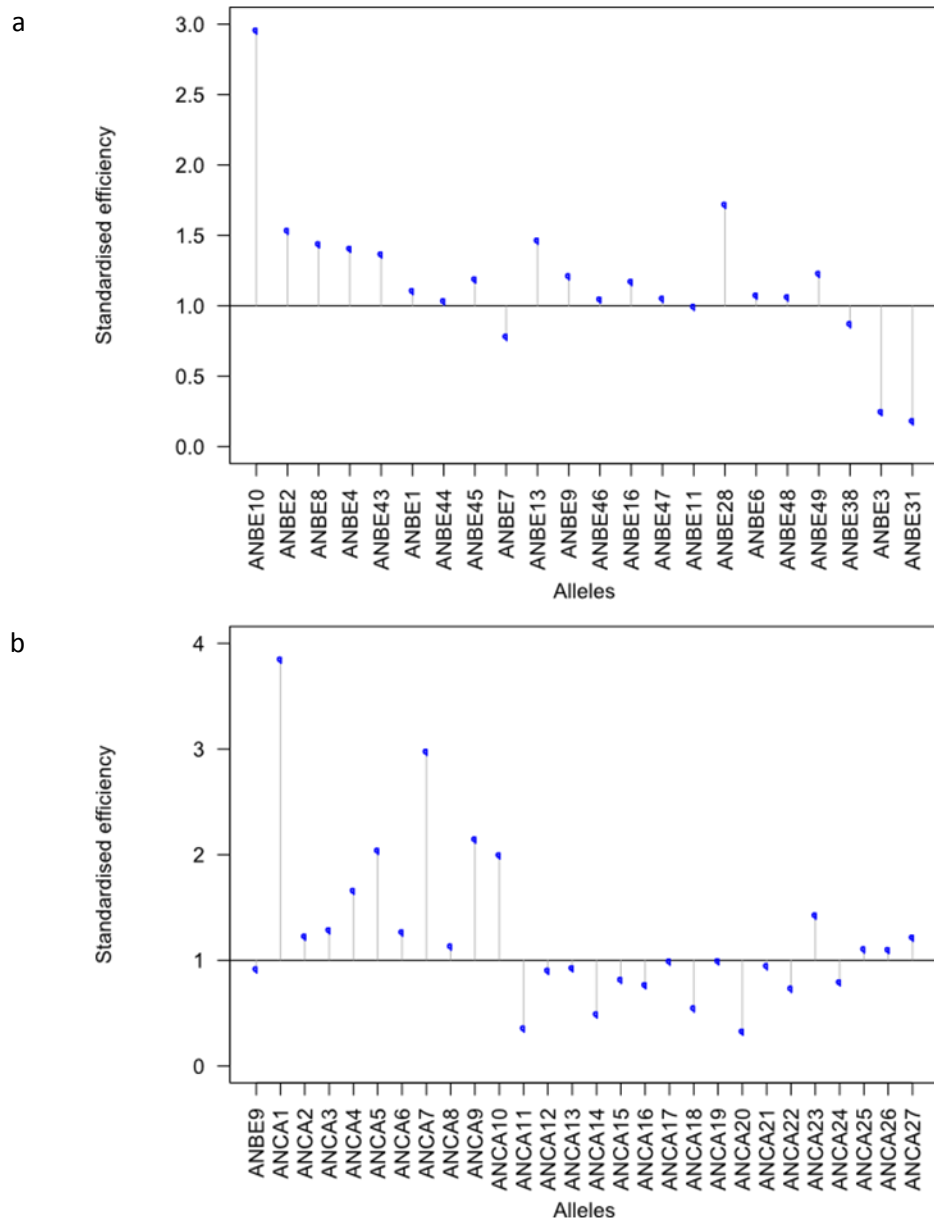 a
Standardised efficiency
3.0
2.5
2.0
1.5
1.0
0.5
0.0
ANBE10
ANBE2
ANBE8
ANBE4
ANBE43
ANBE1
ANBE44
ANBE45
ANBE7
ANBE13
ANBE9
ANBE46
ANBE16
ANBE47
ANBE11
ANBE28
ANBE6
ANBE48
ANBE49
ANBE38
ANBE3
ANBE31
Alleles
b
Standardised efficiency
4
3
2
1
0
ANBE9
ANCA1
ANCA2
ANCA3
ANCA4
ANCA5
ANCA6
ANCA7
ANCA8
ANCA9
ANCA10
ANCA11
ANCA12
ANCA13
ANCA14
ANCA15
ANCA16
ANCA17
ANCA18
ANCA19
ANCA20
ANCA21
ANCA22
ANCA23
ANCA24
ANCA25
ANCA26
ANCA27
Alleles